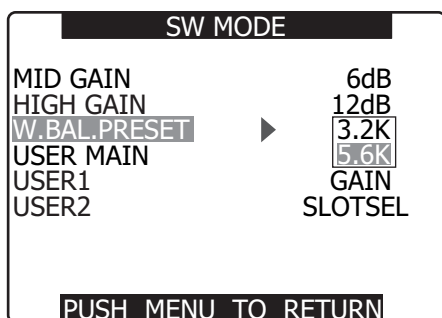 SW MODE
MID GAIN 6dB
HIGH GAIN 12dB
W.BAL.PRESET 3.2K
5.6K
USER MAIN
USER1 GAIN
USER2 SLOTSEL
PUSH MENU TO RETURN